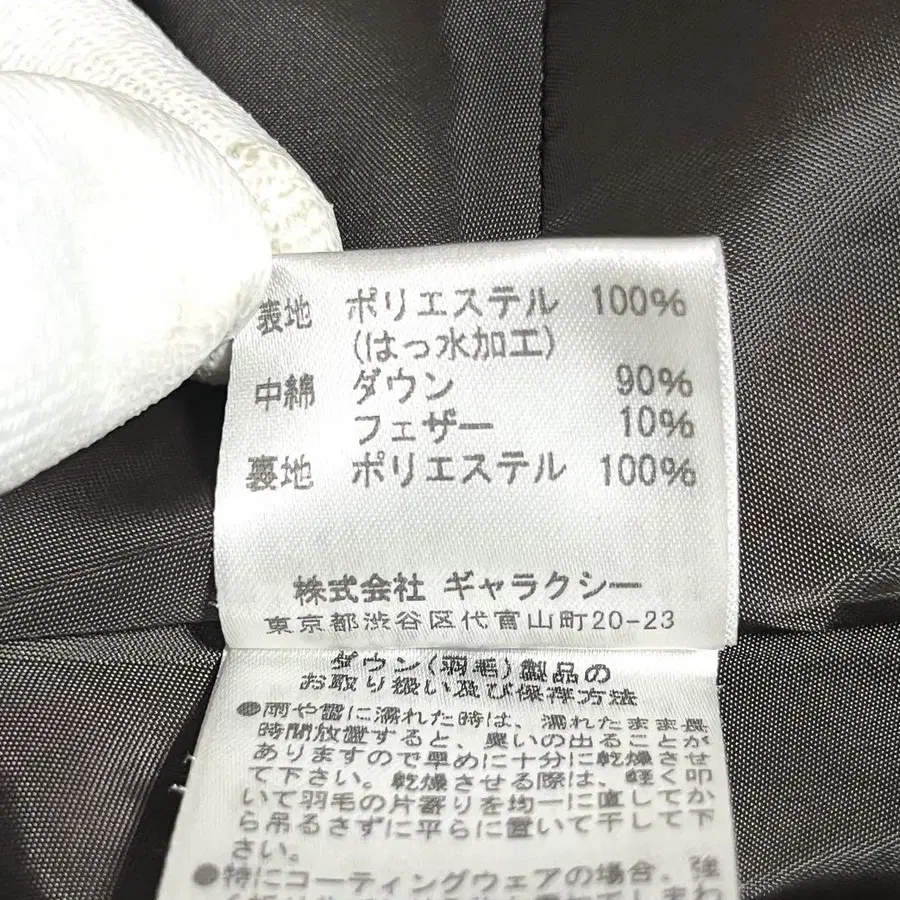 表地 ポリエステル 100%
(はっ水加工)
中綿 ダウン 90%
フェザー 10%
裏地 ポリエステル 100%
株式会社 ギャラクシー
東京都渋谷区代官山町20-23
ダウン(羽毛)製品の
お取り扱い及び保存方法
●雨や雪に濡れた時は、濡れたまま長
時間放置すると、臭いの出ることが
ありますので早めに十分に乾燥させ
て下さい。乾燥させる際は、軽く叩
いて羽毛の片寄りを均一に直してか
ら吊るさずに平らに置いて干して下
さい。
●特にコーティングウェアの場合、強